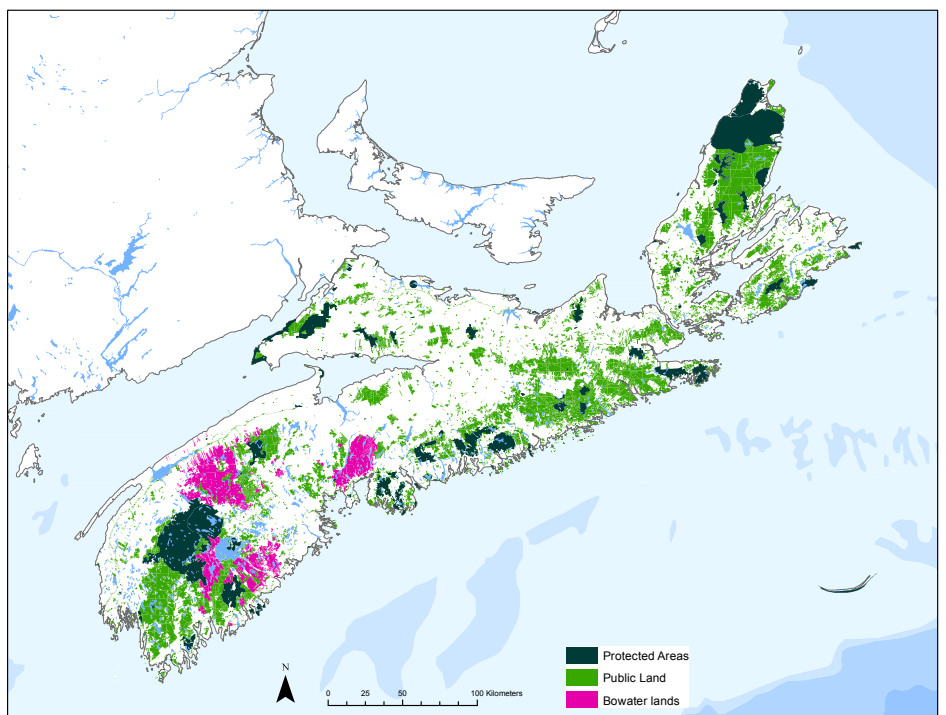 Protected Areas
Public Land
Bowater lands
N
0 25 50 100 Kilometers